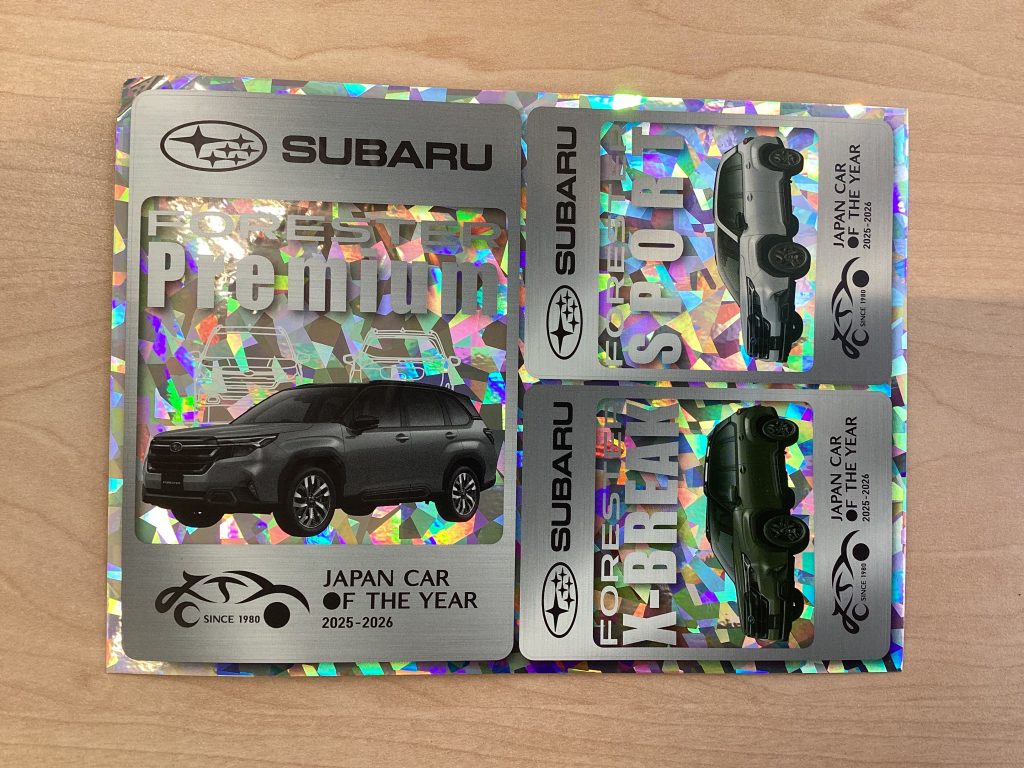 SUBARU
FORESTER
Premium
SINCE 1980
JAPAN CAR
OF THE YEAR
2025-2026
SUBARU
FORESTER
SPORT
JAPAN CAR
OF THE YEAR
2025-2026
SINCE 1980
SUBARU
FORESTER
X-BREAK
JAPAN CAR
OF THE YEAR
2025-2026
SINCE 1980